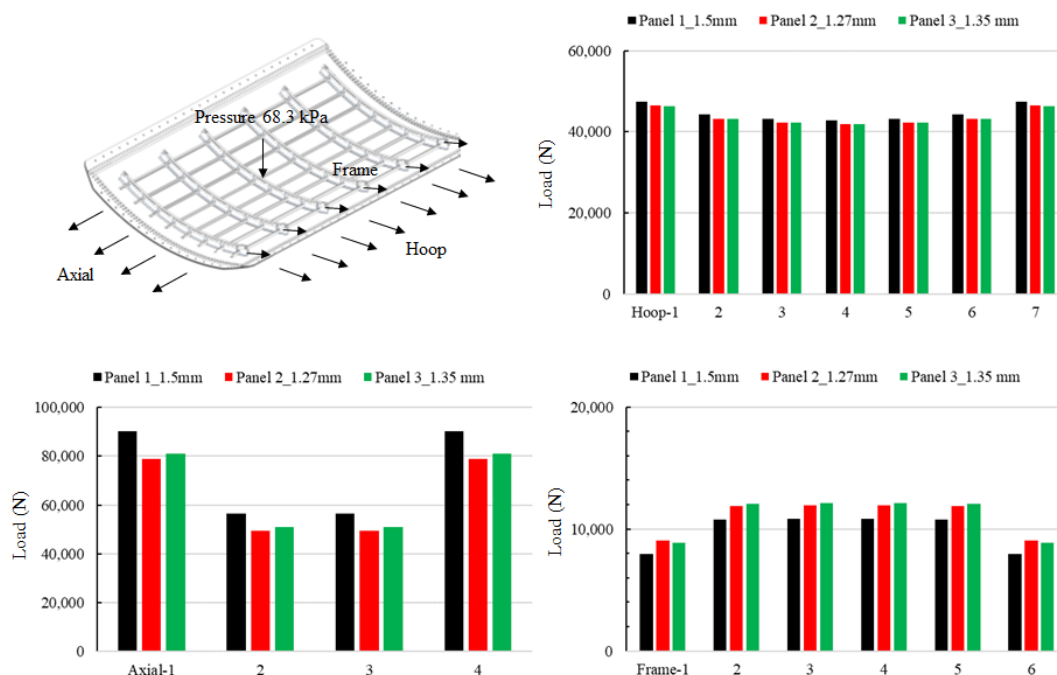 Pressure 68.3 kPa
Frame
Hoop
Axial
Panel 1_1.5mm Panel 2_1.27mm Panel 3_1.35 mm
Load (N)
60,000
40,000
20,000
0
Hoop-1 2 3 4 5 6 7
Panel 1_1.5mm Panel 2_1.27mm Panel 3_1.35 mm
Load (N)
100,000
80,000
60,000
40,000
20,000
0
Axial-1 2 3 4
Panel 1_1.5mm Panel 2_1.27mm Panel 3_1.35 mm
Load (N)
20,000
10,000
0
Frame-1 2 3 4 5 6